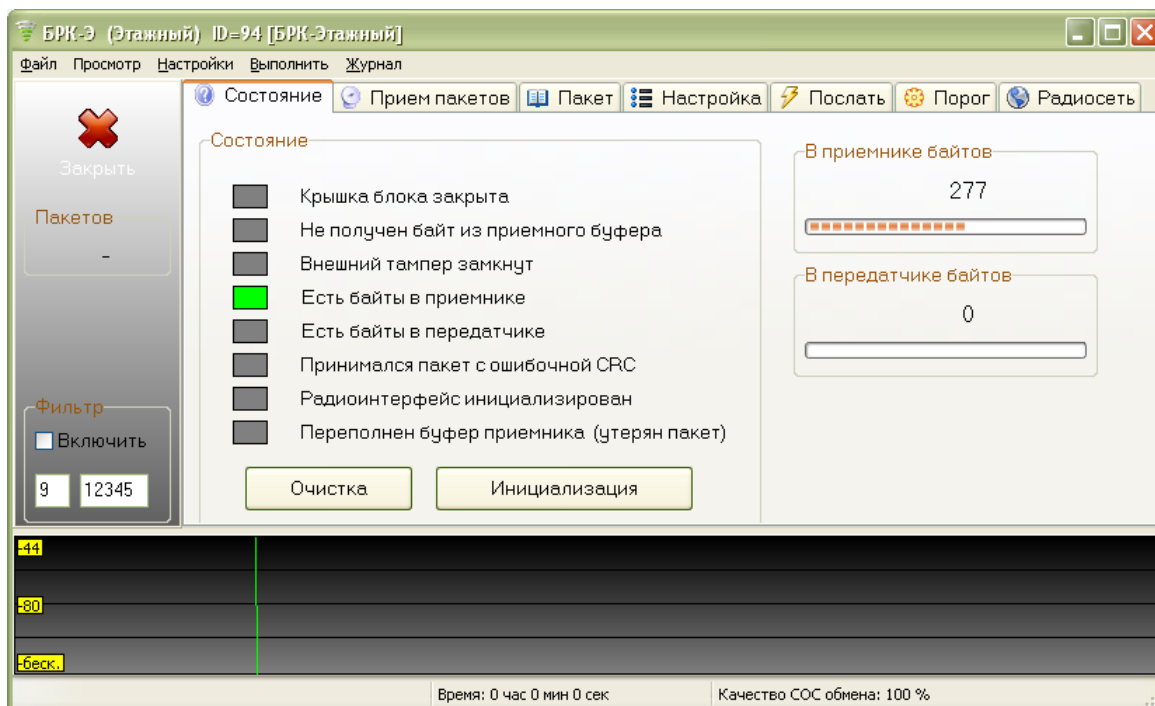 БРК-Э (Этажный) ID=94 [БРК-Этажный]
Файл Просмотр Настройки Выполнить Журнал
Состояние Прием пакетов Пакет Настройка Послать Порог Радиосеть
Закрыть
Пакетов
-
Фильтр
Включить
9 12345
Состояние
Крышка блока закрыта
Не получен байт из приемного буфера
Внешний тампер замкнут
Есть байты в приемнике
Есть байты в передатчике
Принимался пакет с ошибочной CRC
Радиоинтерфейс инициализирован
Переполнен буфер приемника (утерян пакет)
Очистка Инициализация
В приемнике байтов
277
В передатчике байтов
0
-44
-80
-беск.
Время: 0 час 0 мин 0 сек Качество СОС обмена: 100 %